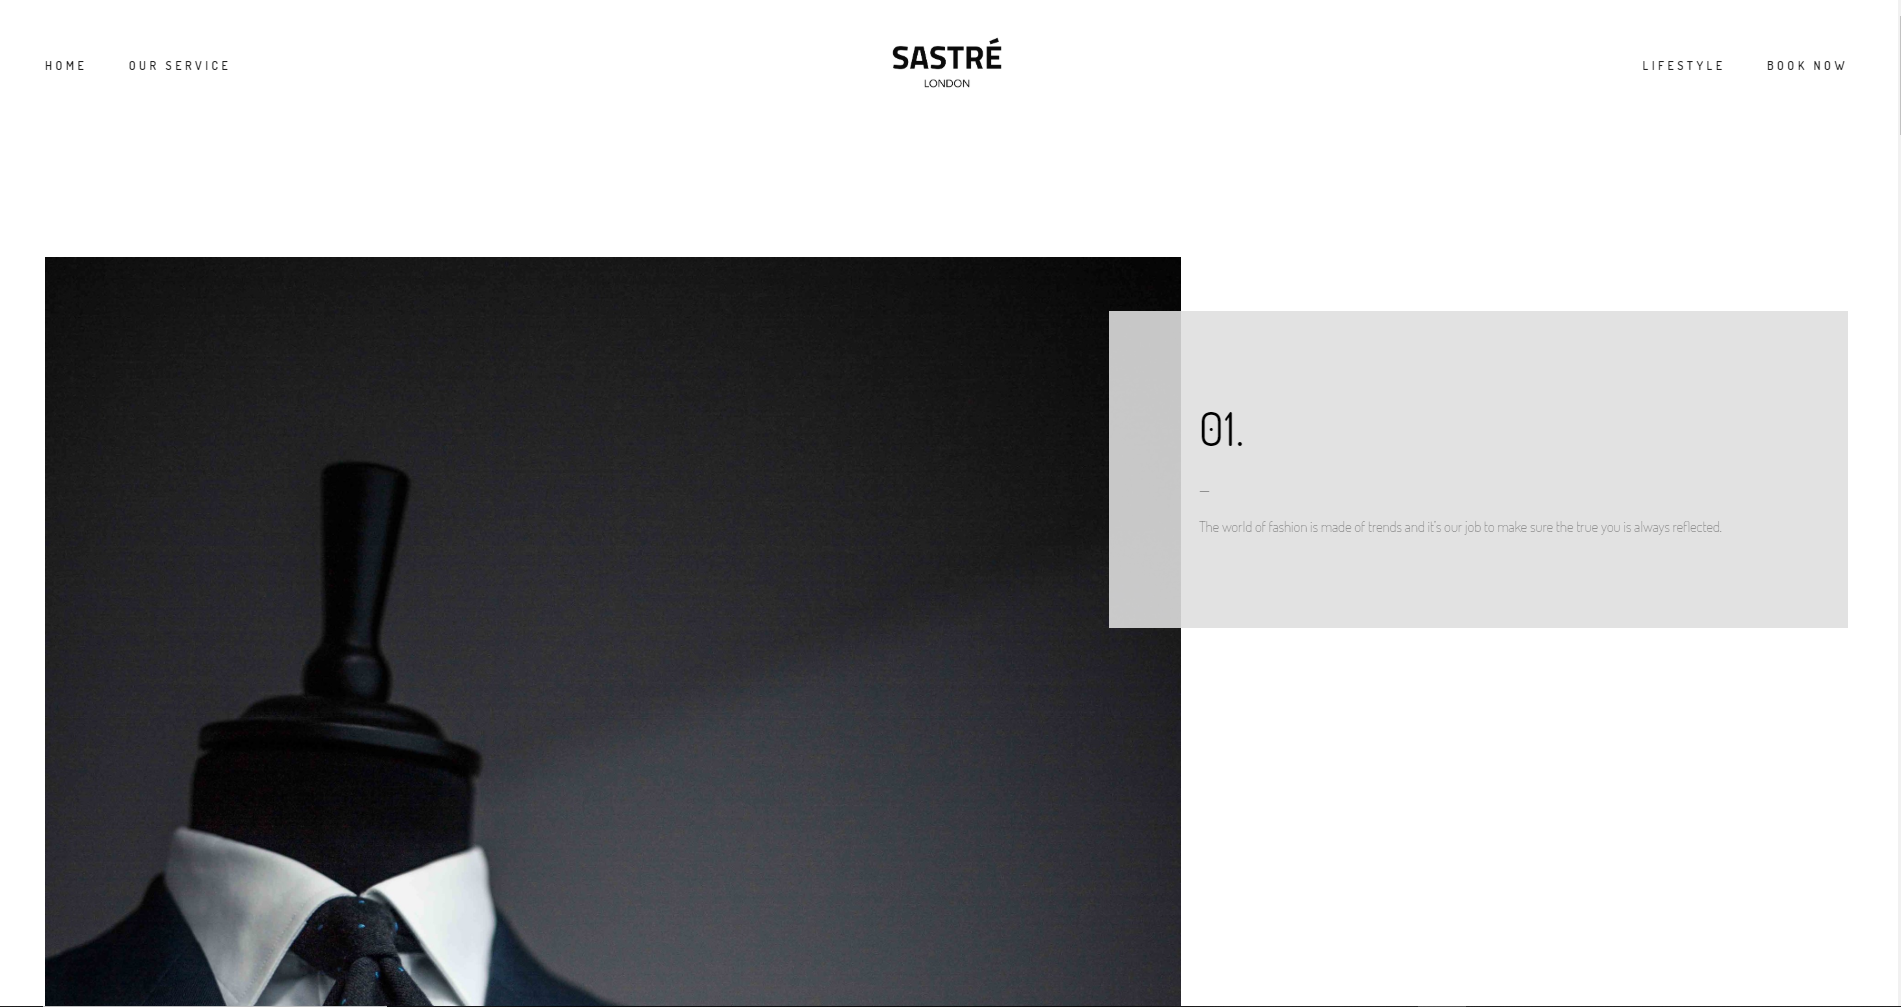 HOME
OUR SERVICE
SASTRÉ
LONDON
LIFESTYLE
BOOK NOW
01.
—
The world of fashion is made of trends and it's our job to make sure the true you is always reflected.